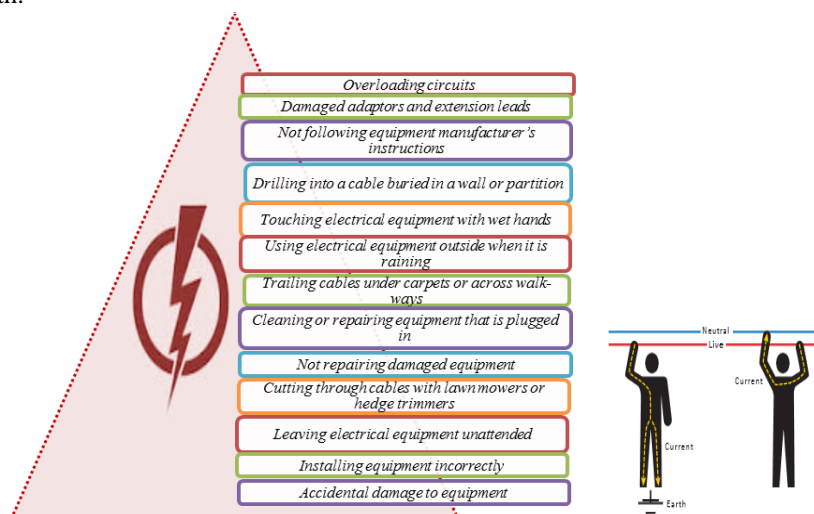 Overloading circuits
Damaged adaptors and extension leads
Not following equipment manufacturer's
instructions
Drilling into a cable buried in a wall or partition
Touching electrical equipment with wet hands
Using electrical equipment outside when it is
raining
Trailing cables under carpets or across walk-
ways
Cleaning or repairing equipment that is plugged
in
Not repairing damaged equipment
Cutting through cables with lawn mowers or
hedge trimmers
Leaving electrical equipment unattended
Installing equipment incorrectly
Accidental damage to equipment
Neutral
Live
Current
Current
Earth